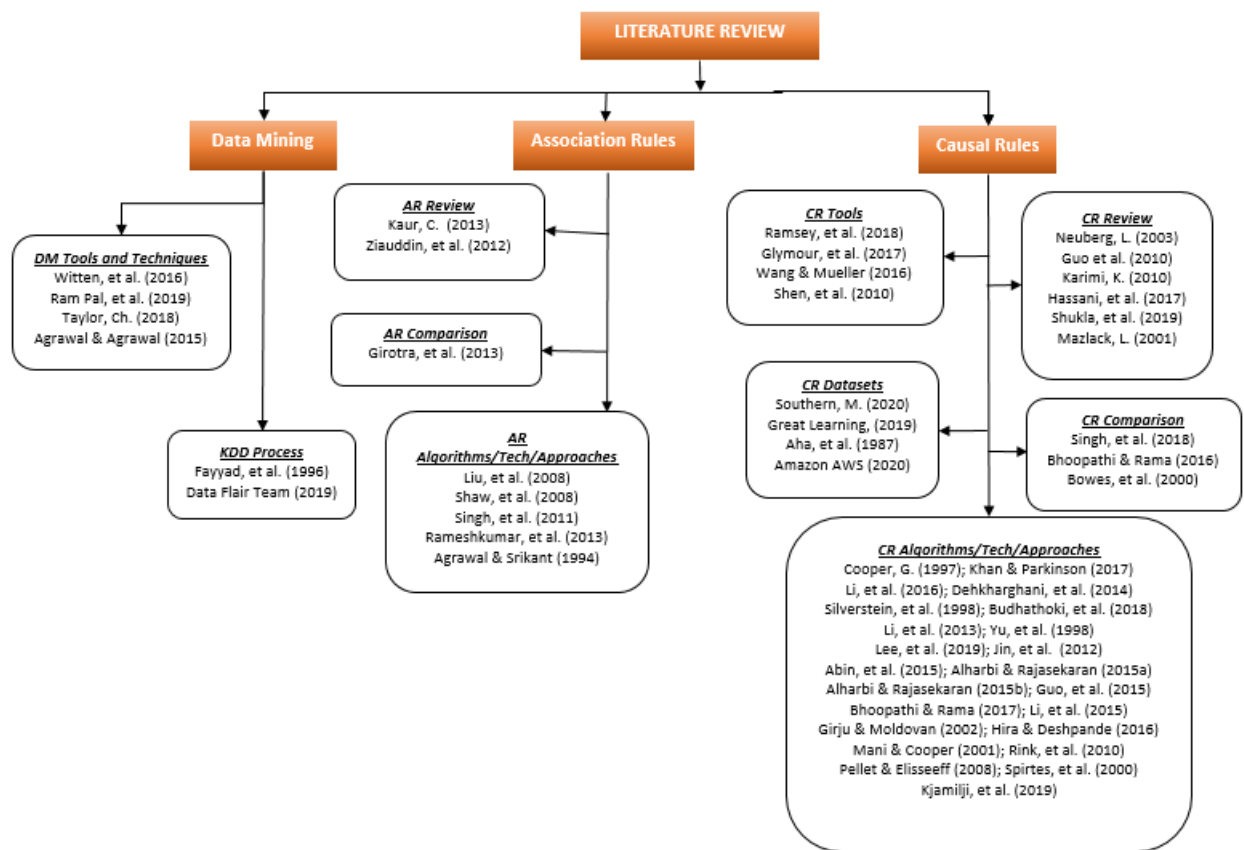 LITERATURE REVIEW
Data Mining
Association Rules
Causal Rules
DM Tools and Techniques
Witten, et al. (2016)
Ram Pal, et al. (2019)
Taylor, Ch. (2018)
Agrawal & Agrawal (2015)
KDD Process
Fayyad, et al. (1996)
Data Flair Team (2019)
AR Review
Kaur, C. (2013)
Ziauddin, et al. (2012)
AR Comparison
Girotra, et al. (2013)
AR
Algorithms/Tech/Approaches
Liu, et al. (2008)
Shaw, et al. (2008)
Singh, et al. (2011)
Rameshkumar, et al. (2013)
Agrawal & Srikant (1994)
CR Tools
Ramsey, et al. (2018)
Glymour, et al. (2017)
Wang & Mueller (2016)
Shen, et al. (2010)
CR Review
Neuberg, L. (2003)
Guo et al. (2010)
Karimi, K. (2010)
Hassani, et al. (2017)
Shukla, et al. (2019)
Mazlack, L. (2001)
CR Datasets
Southern, M. (2020)
Great Learning, (2019)
Aha, et al. (1987)
Amazon AWS (2020)
CR Comparison
Singh, et al. (2018)
Bhoopathi & Rama (2016)
Bowes, et al. (2000)
CR Algorithms/Tech/Approaches
Cooper, G. (1997); Khan & Parkinson (2017)
Li, et al. (2016); Dehkharghani, et al. (2014)
Silverstein, et al. (1998); Budhathoki, et al. (2018)
Li, et al. (2013); Yu, et al. (1998)
Lee, et al. (2019); Jin, et al. (2012)
Abin, et al. (2015); Alharbi & Rajasekaran (2015a)
Alharbi & Rajasekaran (2015b); Guo, et al. (2015)
Bhoopathi & Rama (2017); Li, et al. (2015)
Girju & Moldovan (2002); Hira & Deshpande (2016)
Mani & Cooper (2001); Rink, et al. (2010)
Pellet & Elisseeff (2008); Spirtes, et al. (2000)
Kjamilji, et al. (2019)